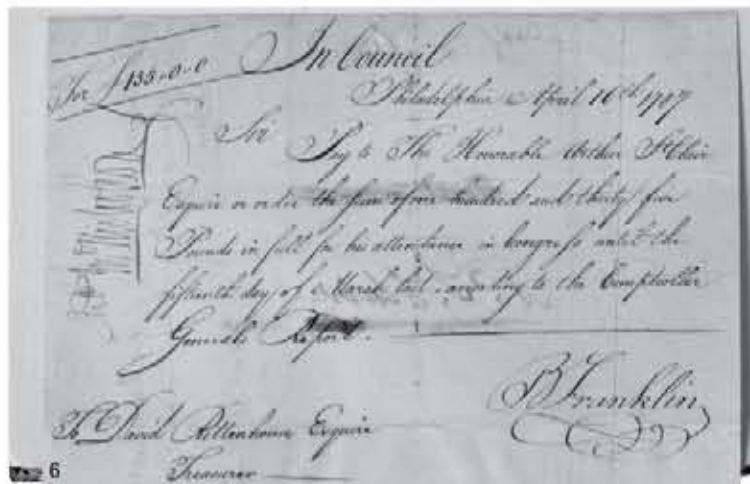 For £135-0-0
In Council
Philadelphia April 10th 1787
Sir
Pay to The Honorable Arthur St Clair
Esquire or order the sum of one hundred and thirty five
Pounds in full for his attendance in Congress until the
fifteenth day of March last according to the Comptroller
Generals Report.
B Franklin
To David Rittenhouse Esquire
Treasurer
6